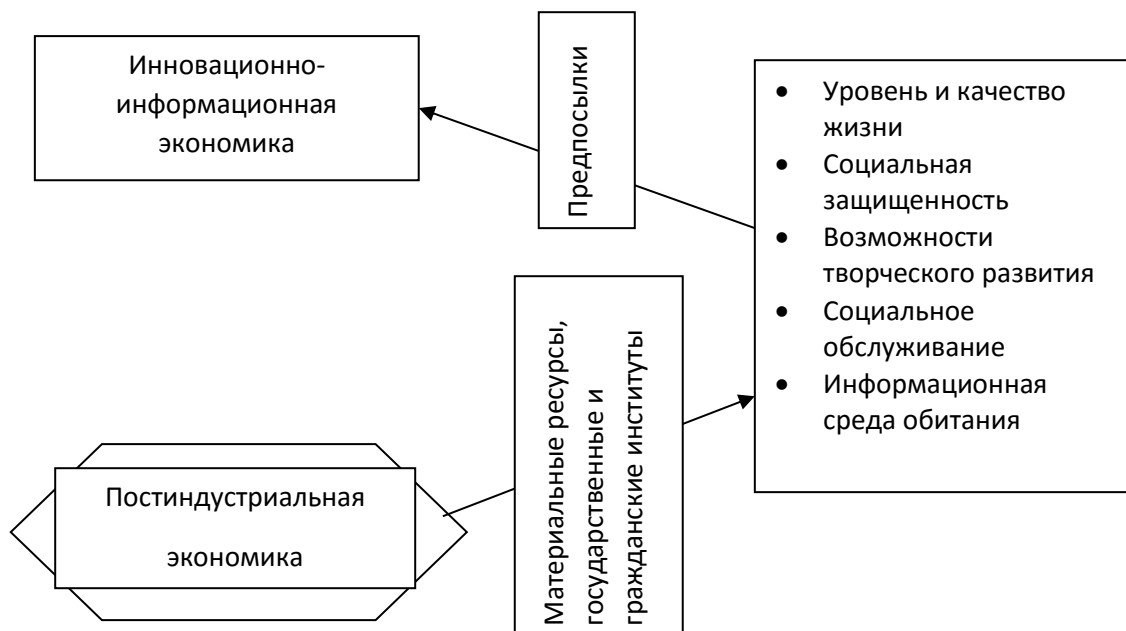 Инновационно-
информационная
экономика
Предпосылки
• Уровень и качество
жизни
• Социальная
защищенность
• Возможности
творческого развития
• Социальное
обслуживание
• Информационная
среда обитания
Материальные ресурсы,
государственные и
гражданские институты
Постиндустриальная
экономика